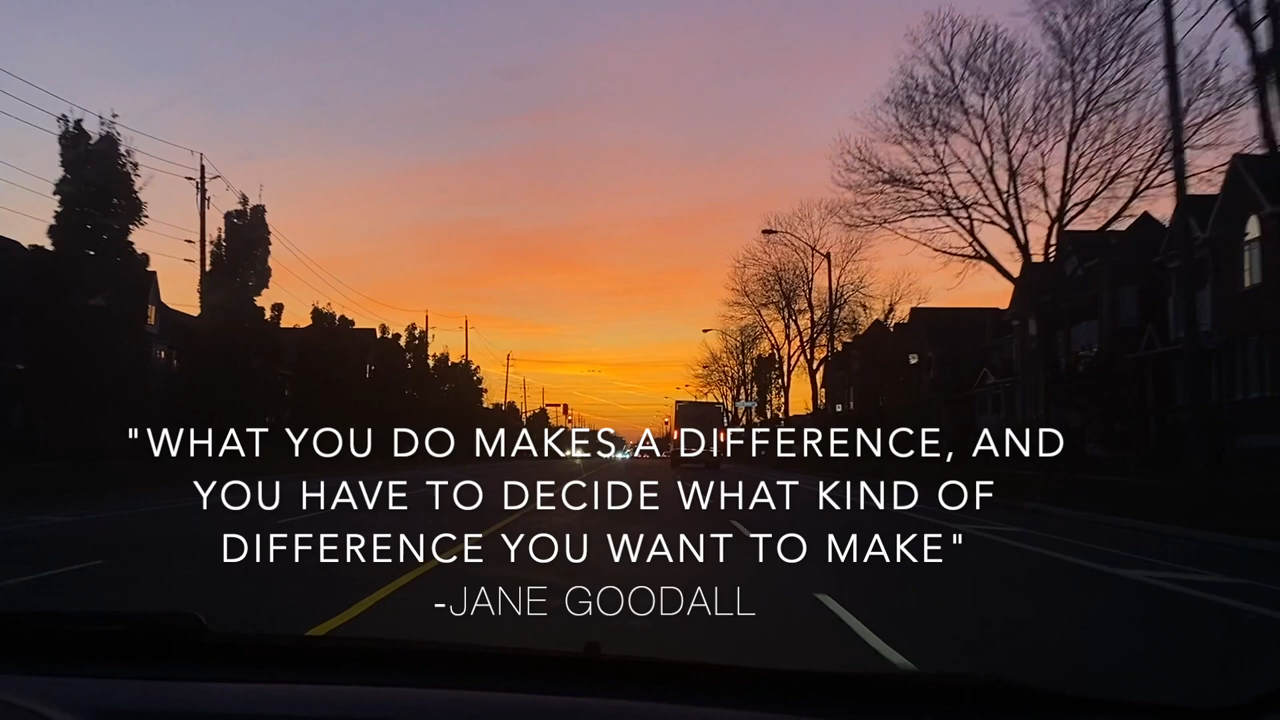 "WHAT YOU DO MAKES A DIFFERENCE, AND
YOU HAVE TO DECIDE WHAT KIND OF
DIFFERENCE YOU WANT TO MAKE"
-JANE GOODALL